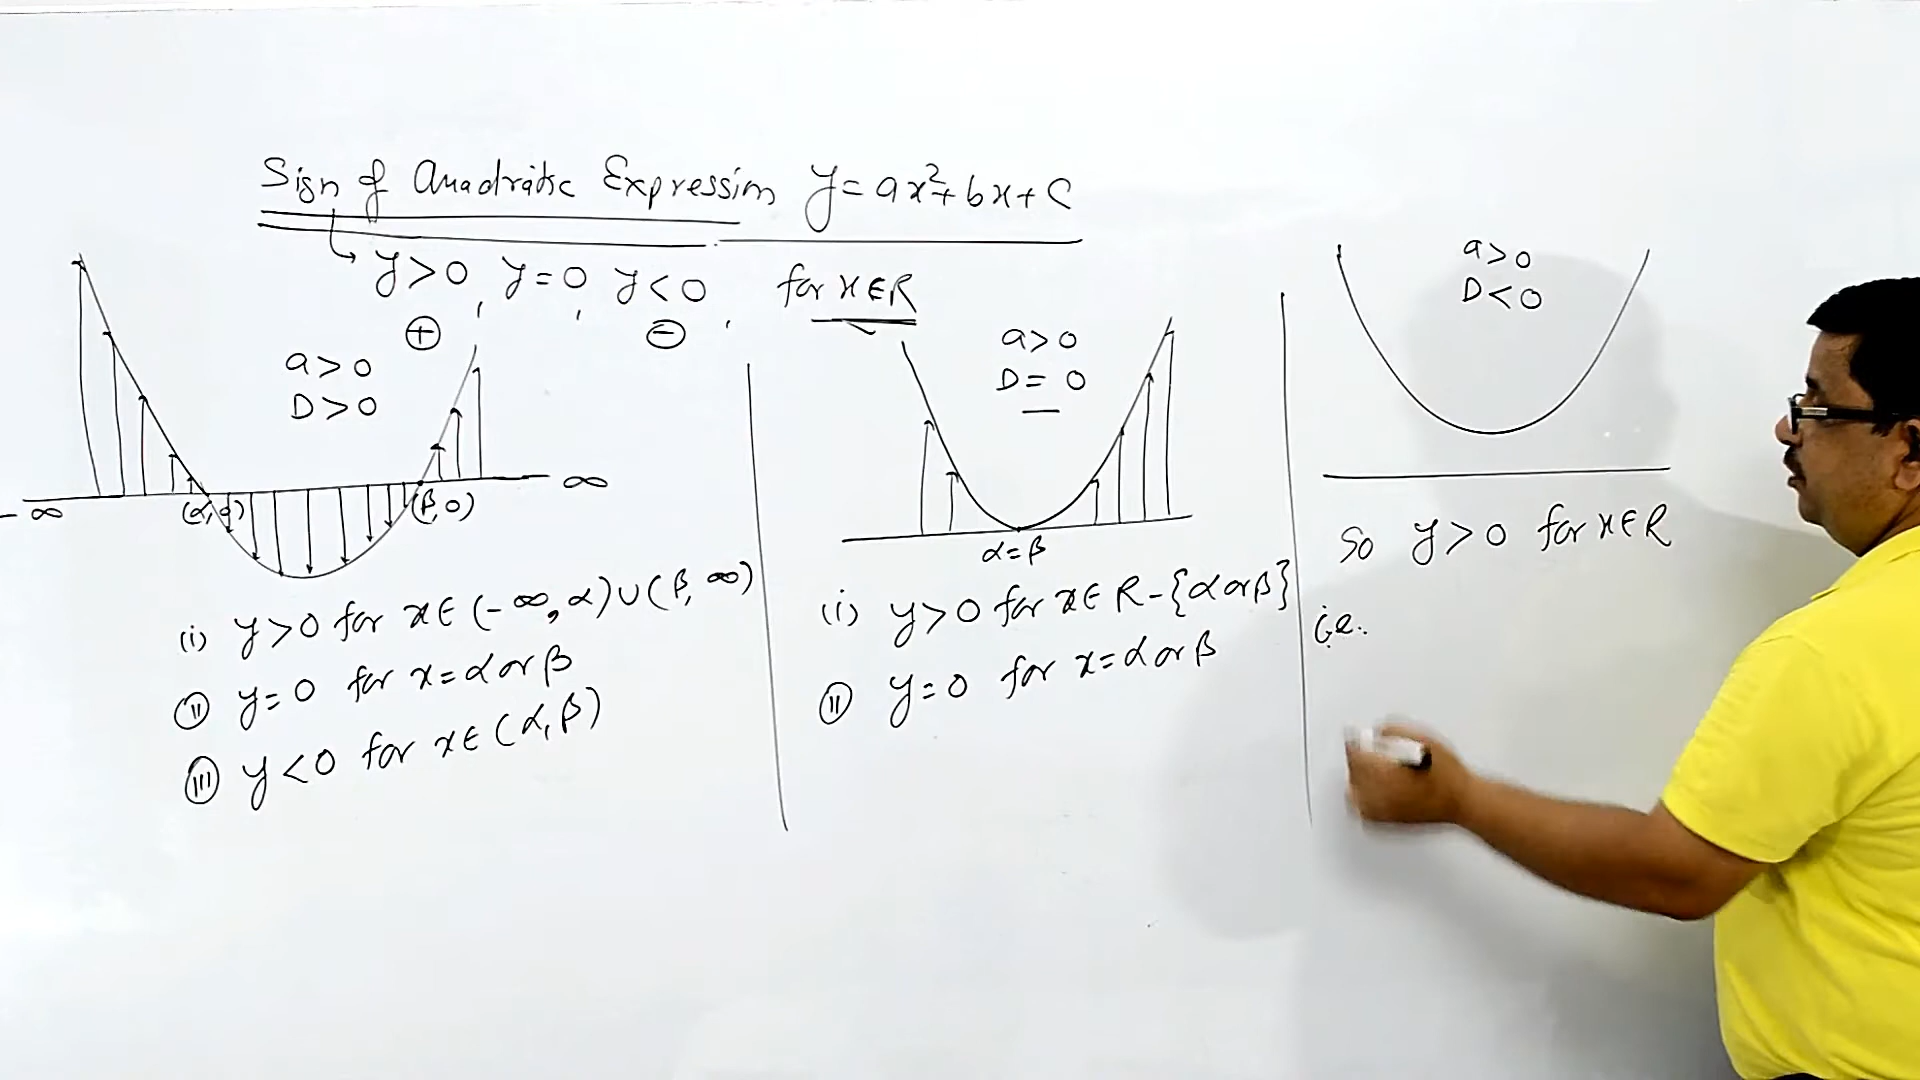 Sign of Quadratic Expression y=ax²+bx+c
y>0, y=0, y<0, for x∈R
⊕ ⊖
a>0
D>0
-∞ (α,0) (β,0) ∞
(i) y>0 for x∈(-∞,α)∪(β,∞)
(ii) y=0 for x=α or β
(iii) y<0 for x∈(α,β)
a>0
D=0
α=β
(i) y>0 for x∈R-{α or β}
(ii) y=0 for x=α or β
a>0
D<0
So y>0 for x∈R
i.e.